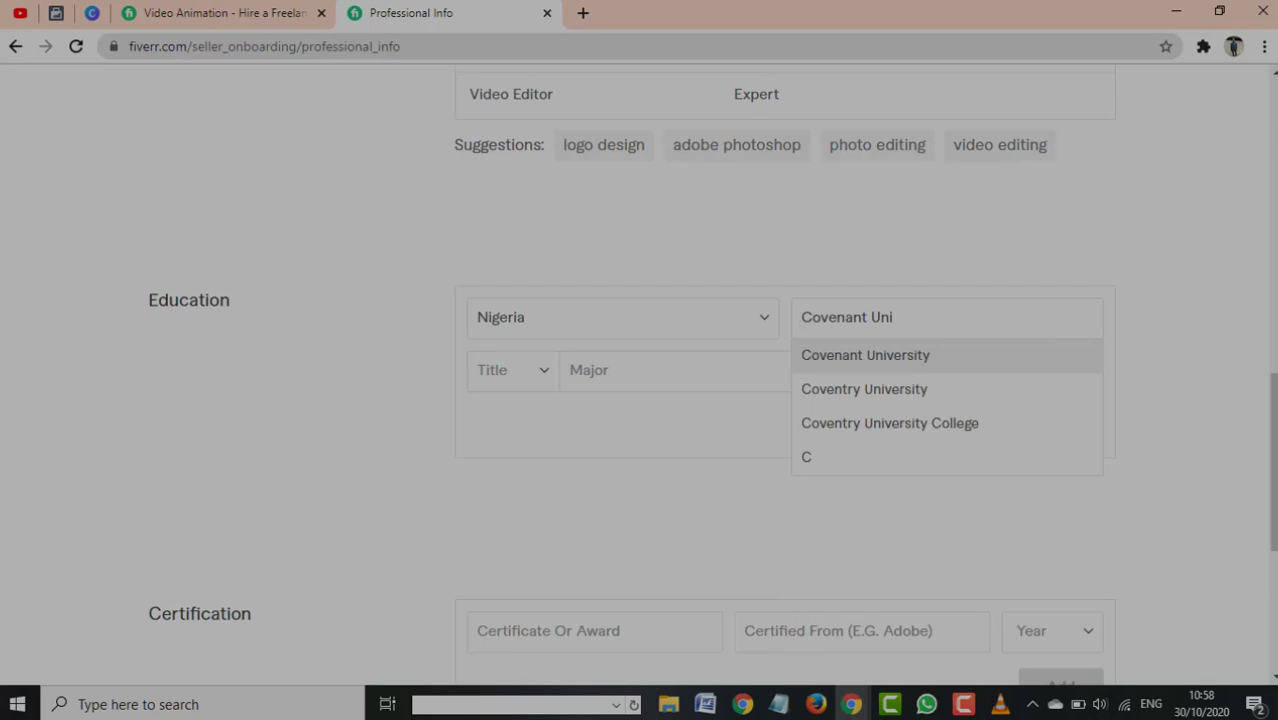 Video Animation - Hire a Freelan
Professional Info
fiverr.com/seller_onboarding/professional_info
Video Editor Expert
Suggestions: logo design adobe photoshop photo editing video editing
Education
Nigeria
Covenant Uni
Covenant University
Title
Major
Coventry University
Coventry University College
C
Certification
Certificate Or Award
Certified From (E.G. Adobe)
Year
Add
Type here to search
ENG
10:58
30/10/2020
2